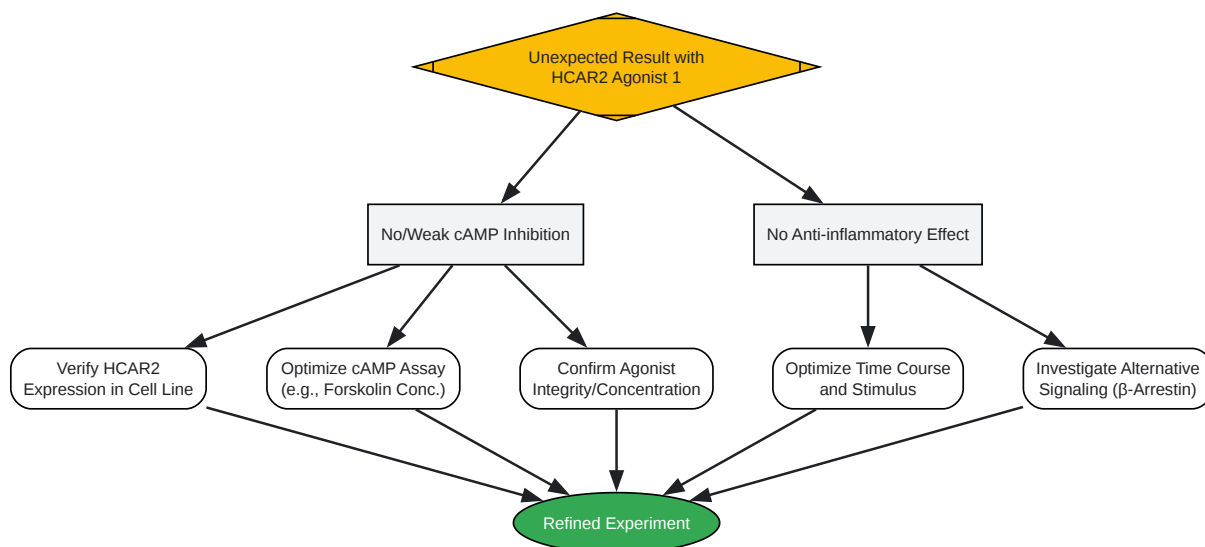 Unexpected Result with
HCAR2 Agonist 1
No/Weak cAMP Inhibition
No Anti-inflammatory Effect
Verify HCAR2
Expression in Cell Line
Optimize cAMP Assay
(e.g., Forskolin Conc.)
Confirm Agonist
Integrity/Concentration
Optimize Time Course
and Stimulus
Investigate Alternative
Signaling (β-Arrestin)
Refined Experiment